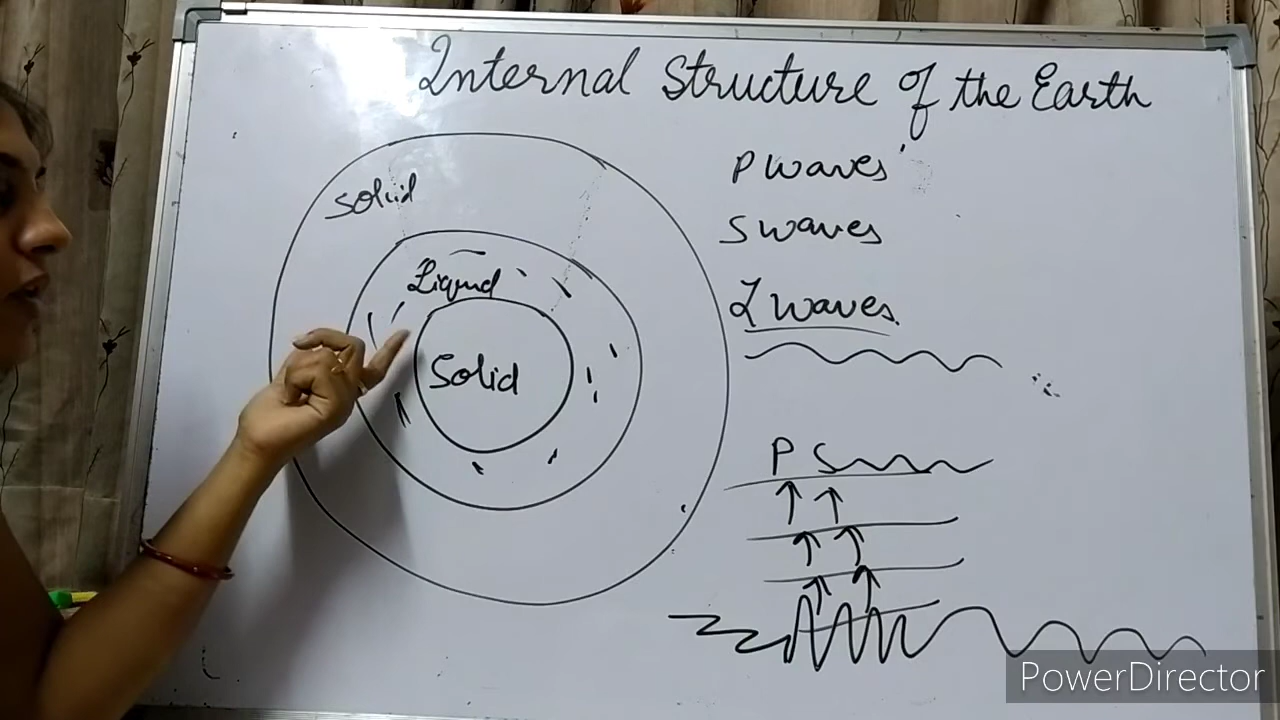 Internal Structure of the Earth
P waves
S waves
L waves
Solid
Liquid
Solid
P S
PowerDirector